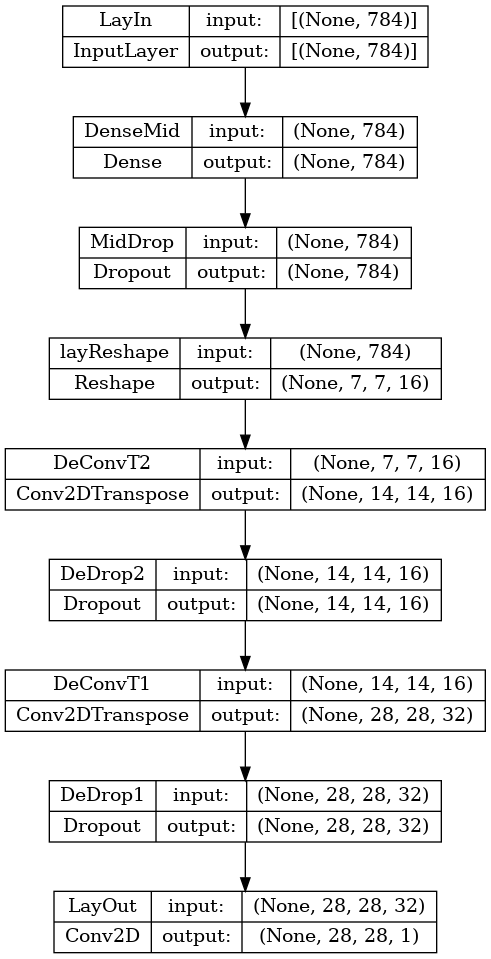 LayIn input: [(None, 784)]
InputLayer output: [(None, 784)]
DenseMid input: (None, 784)
Dense output: (None, 784)
MidDrop input: (None, 784)
Dropout output: (None, 784)
layReshape input: (None, 784)
Reshape output: (None, 7, 7, 16)
DeConvT2 input: (None, 7, 7, 16)
Conv2DTranspose output: (None, 14, 14, 16)
DeDrop2 input: (None, 14, 14, 16)
Dropout output: (None, 14, 14, 16)
DeConvT1 input: (None, 14, 14, 16)
Conv2DTranspose output: (None, 28, 28, 32)
DeDrop1 input: (None, 28, 28, 32)
Dropout output: (None, 28, 28, 32)
LayOut input: (None, 28, 28, 32)
Conv2D output: (None, 28, 28, 1)